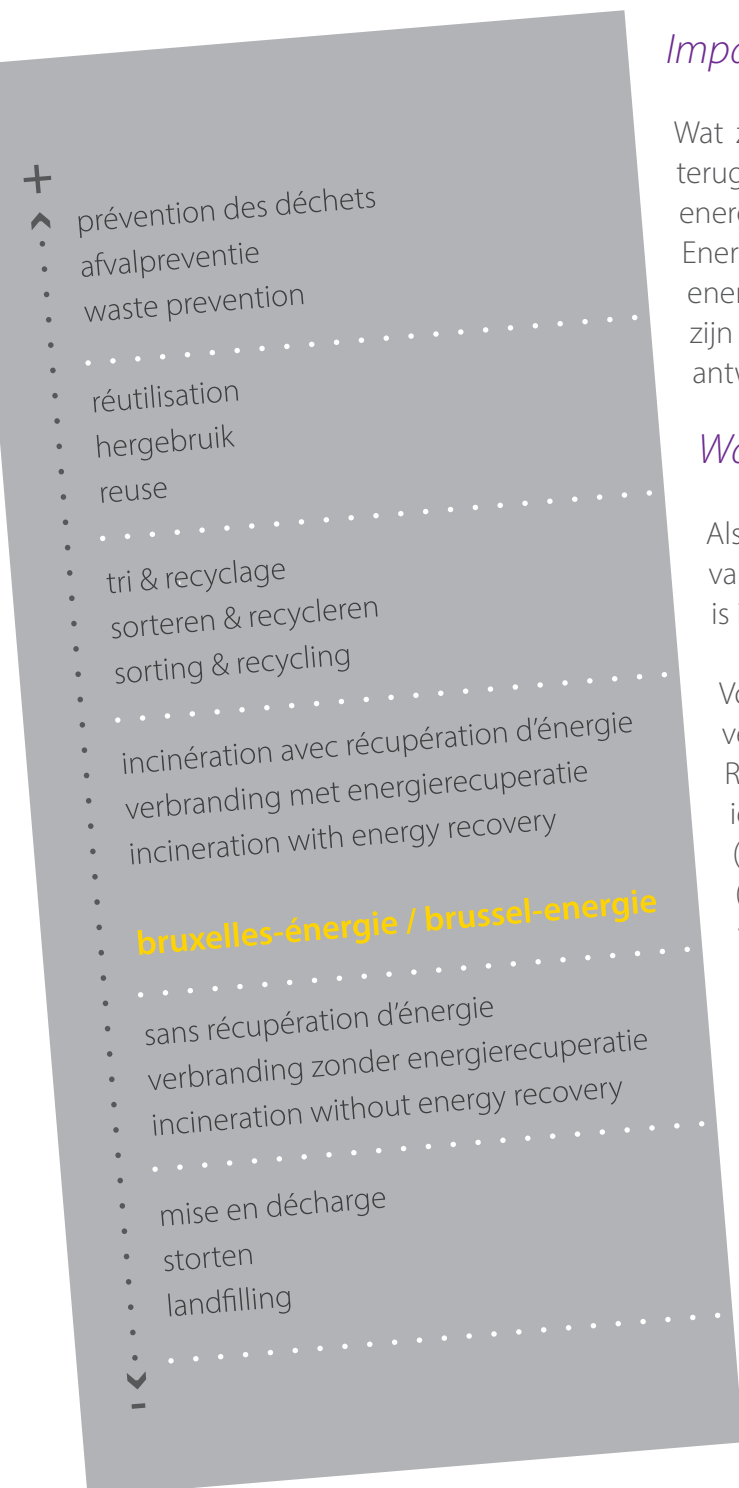 +
prévention des déchets
afvalpreventie
waste prevention
réutilisation
hergebruik
reuse
tri & recyclage
sorteren & recycleren
sorting & recycling
incinération avec récupération d’énergie
verbranding met energierecuperatie
incineration with energy recovery
bruxelles-énergie / brussel-energie
sans récupération d’énergie
verbranding zonder energierecuperatie
incineration without energy recovery
mise en décharge
storten
landfilling
-
Wat
zijn
Als
is